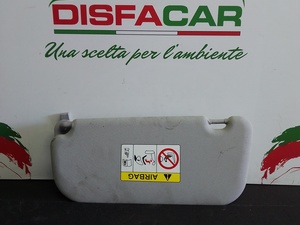 DISFACAR
Una scelta per l'ambiente
AIRBAG